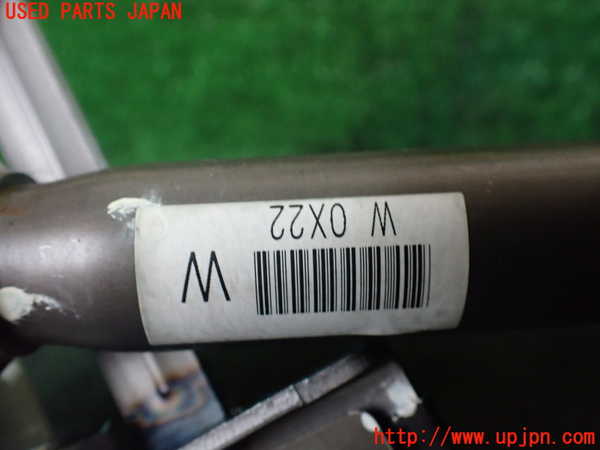 USED PARTS JAPAN
W 0X22
W
http://www.upjpn.com/